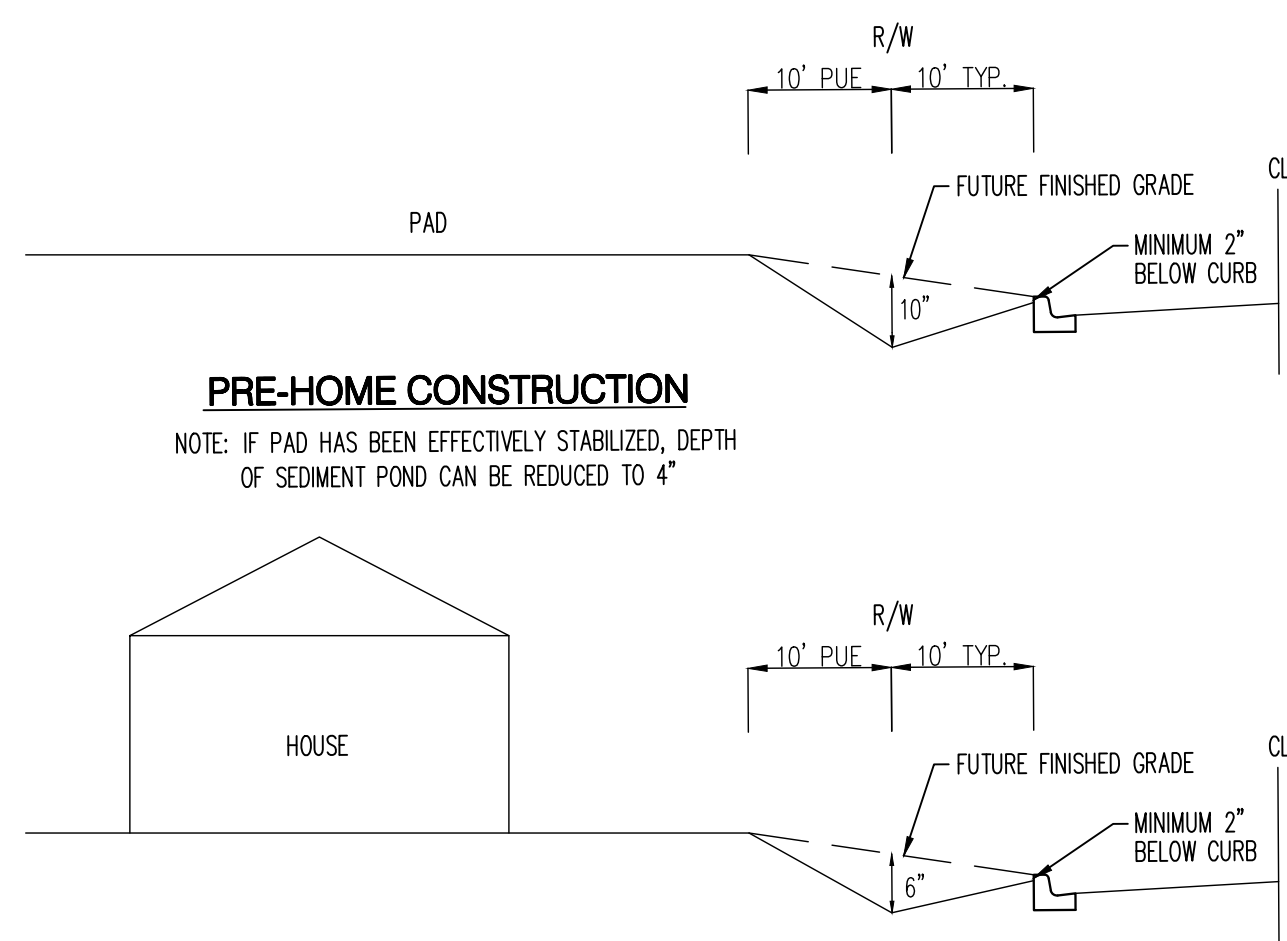 R/W
10' PUE
10' TYP.
CL
FUTURE FINISHED GRADE
PAD
MINIMUM 2"
BELOW CURB
10"
PRE-HOME CONSTRUCTION
NOTE: IF PAD HAS BEEN EFFECTIVELY STABILIZED, DEPTH
OF SEDIMENT POND CAN BE REDUCED TO 4"
R/W
10' PUE
10' TYP.
HOUSE
CL
FUTURE FINISHED GRADE
MINIMUM 2"
BELOW CURB
6"